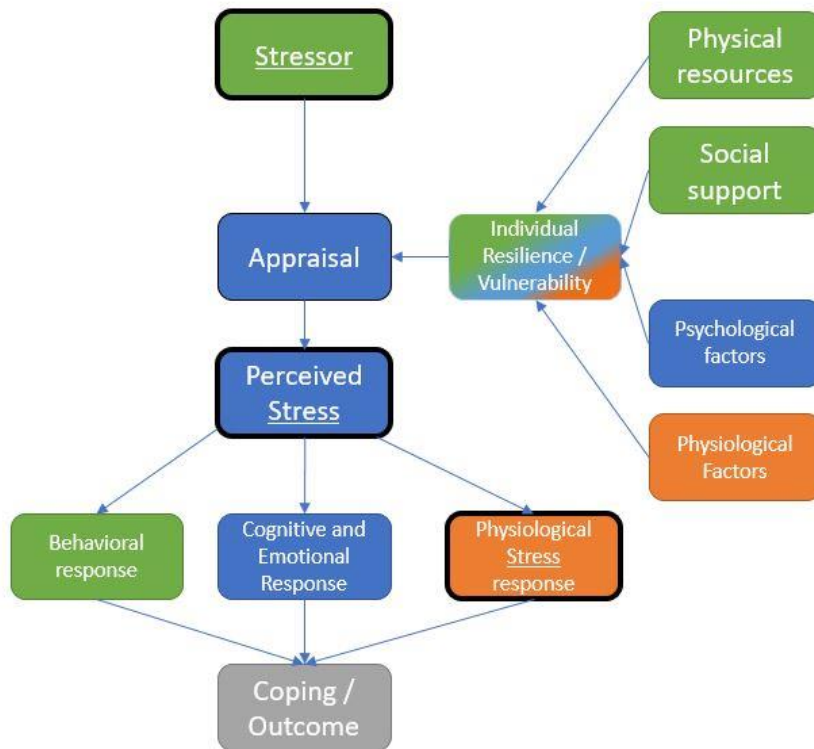 Stressor
Physical
resources
Social
support
Appraisal
Individual
Resilience /
Vulnerability
Psychological
factors
Perceived
Stress
Physiological
Factors
Behavioral
response
Cognitive and
Emotional
Response
Physiological
Stress
response
Coping /
Outcome